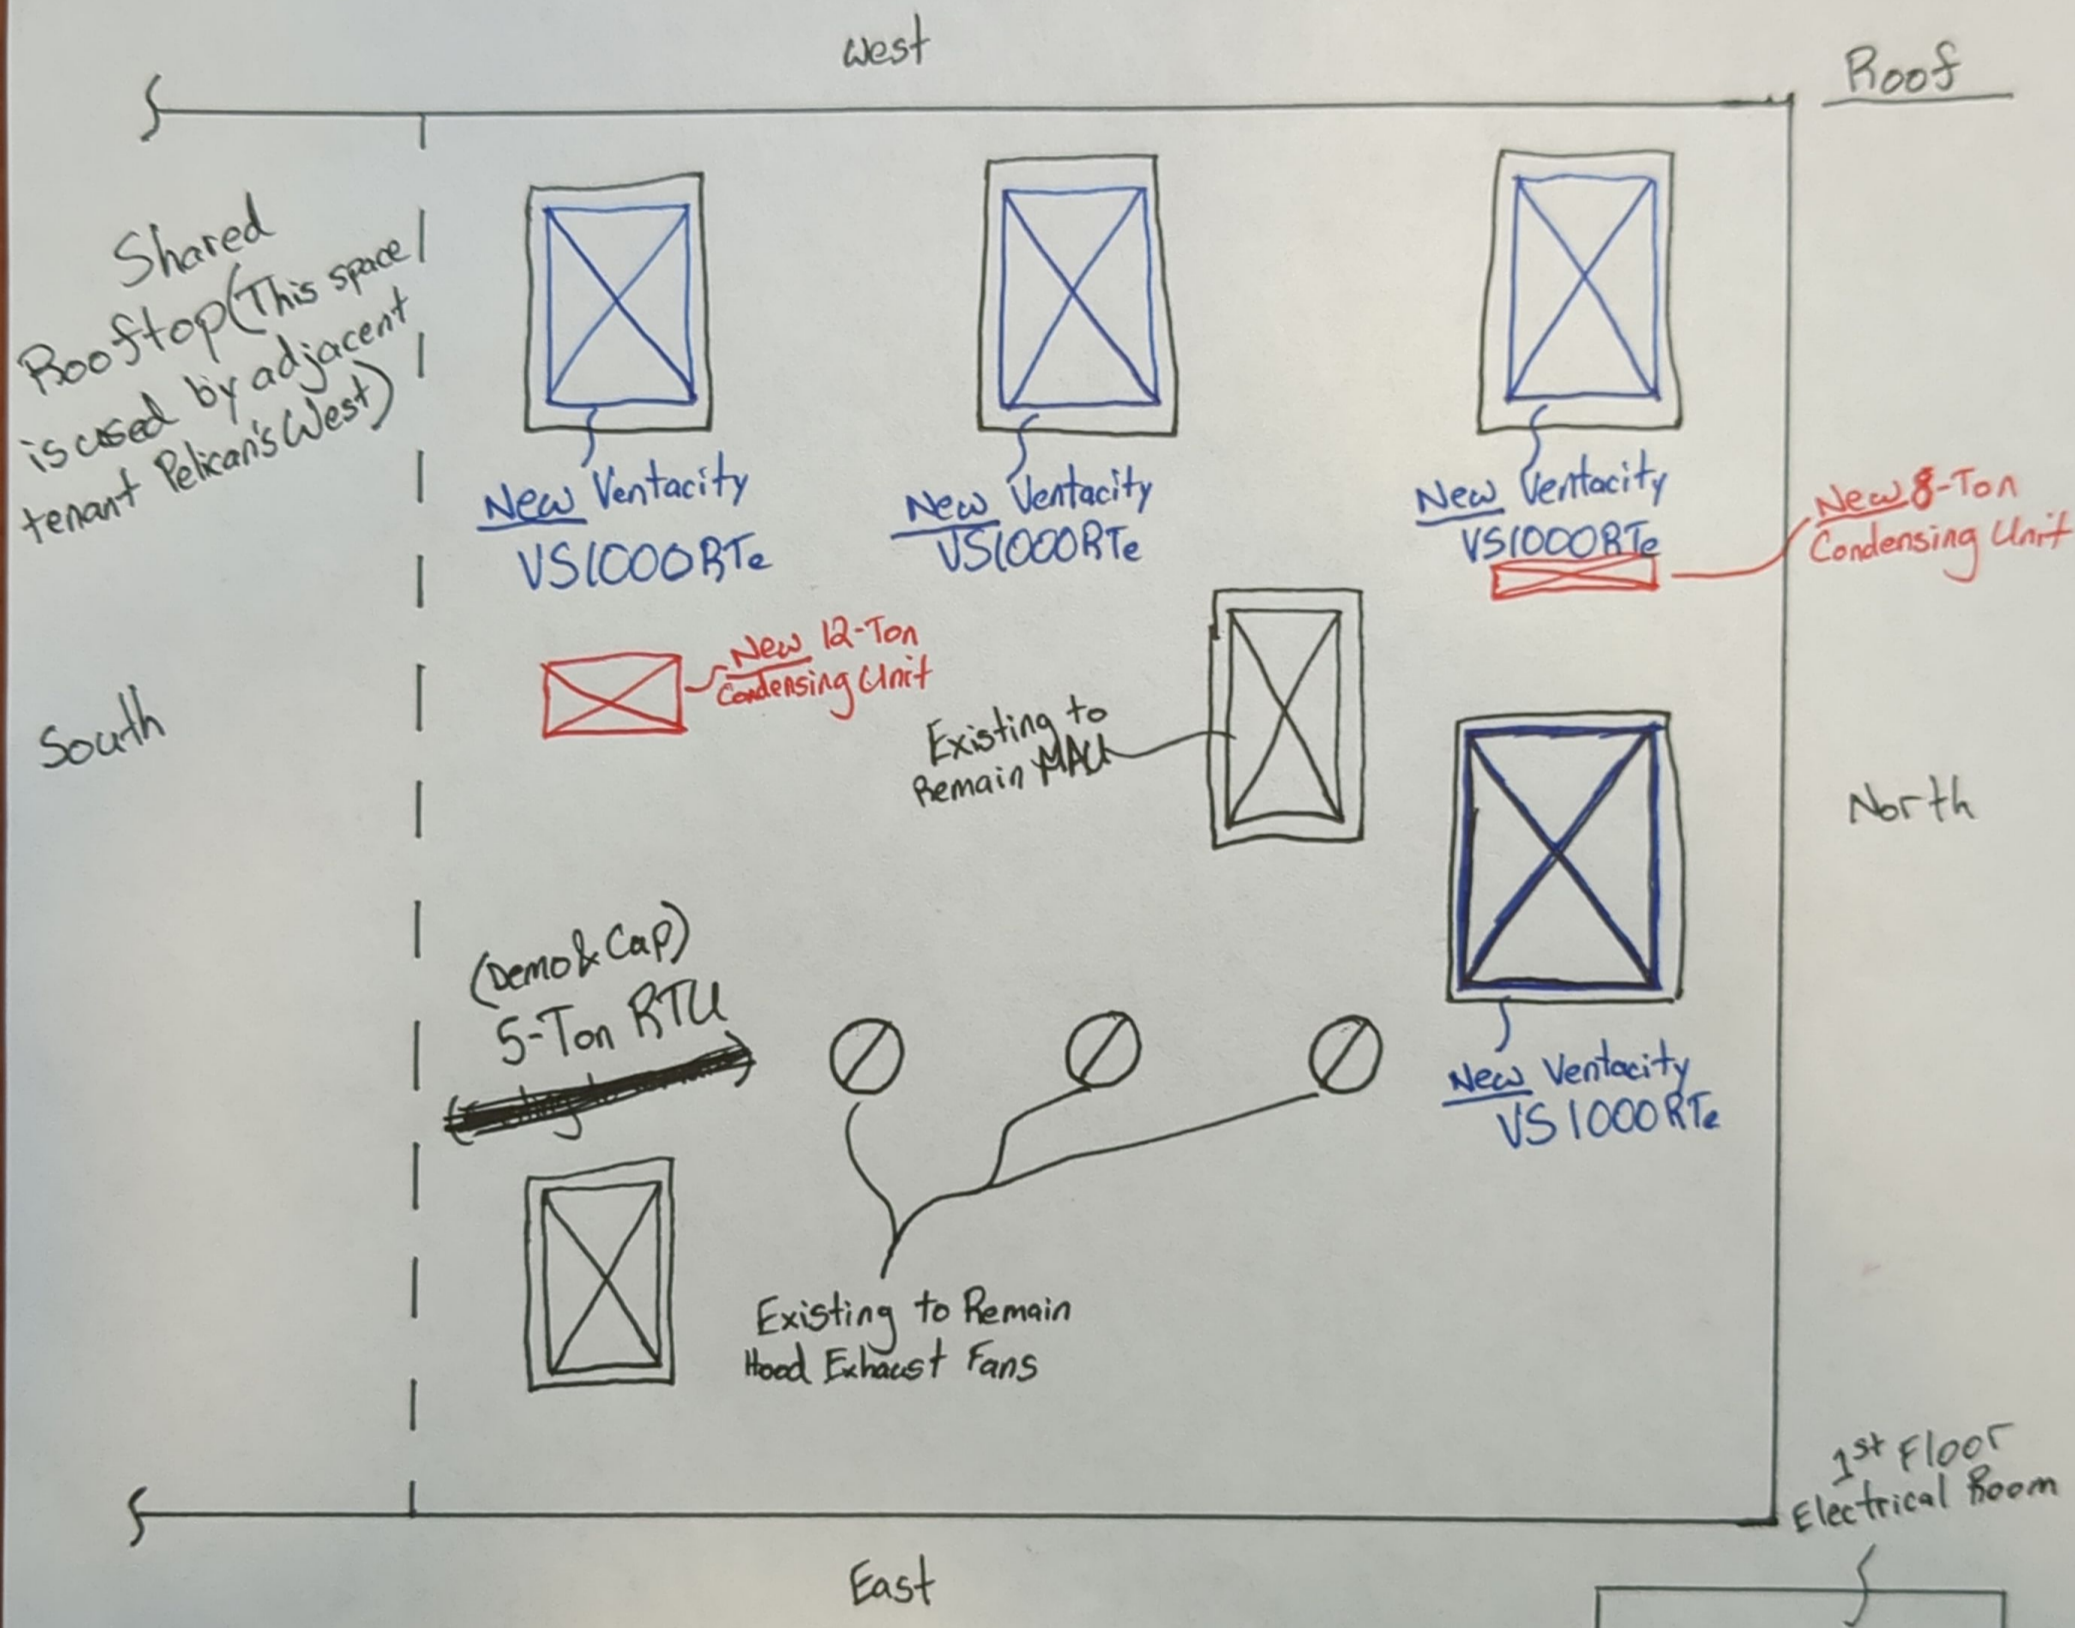 West
Roof
Shared
Rooftop (This space
is used by adjacent
tenant Pelican's West)
New Ventacity
VS1000RTe
New Ventacity
VS1000RTe
New Ventacity
VS1000RTe
New 8-Ton
Condensing Unit
New 12-Ton
Condensing Unit
Existing to
Remain MAU
South
North
(Demo & Cap)
5-Ton RTU
New Ventacity
VS1000RTe
Existing to Remain
Hood Exhaust Fans
1st Floor
Electrical Room
East